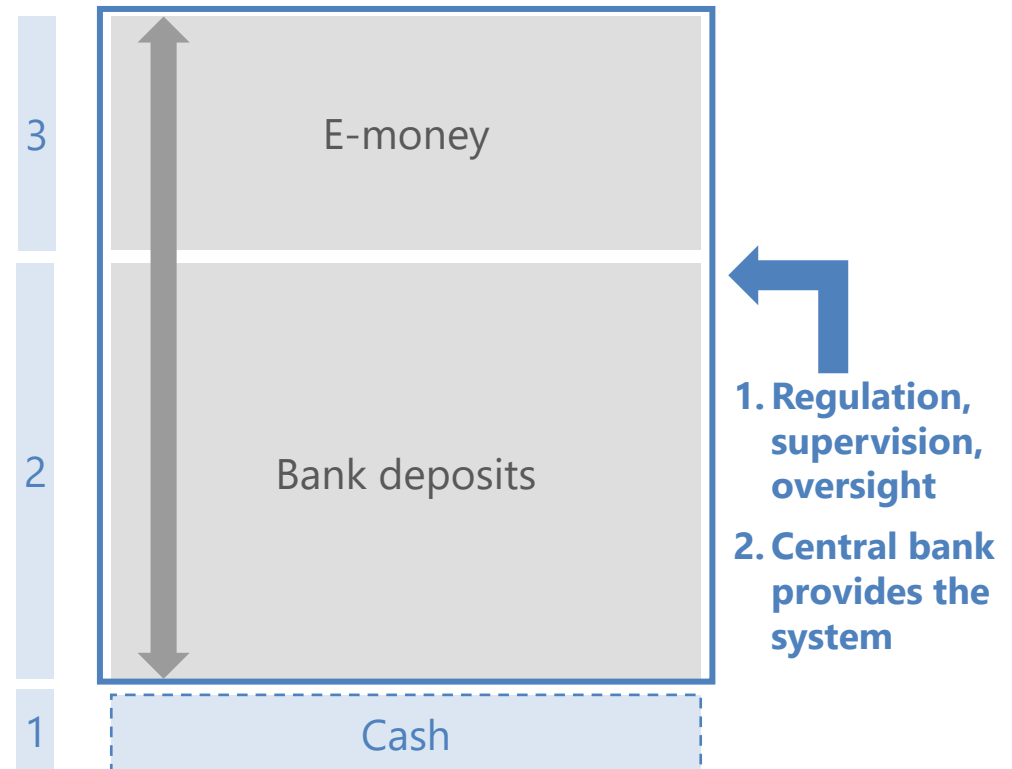 3
E-money
2
Bank deposits
1. Regulation,
supervision,
oversight
2. Central bank
provides the
system
1
Cash